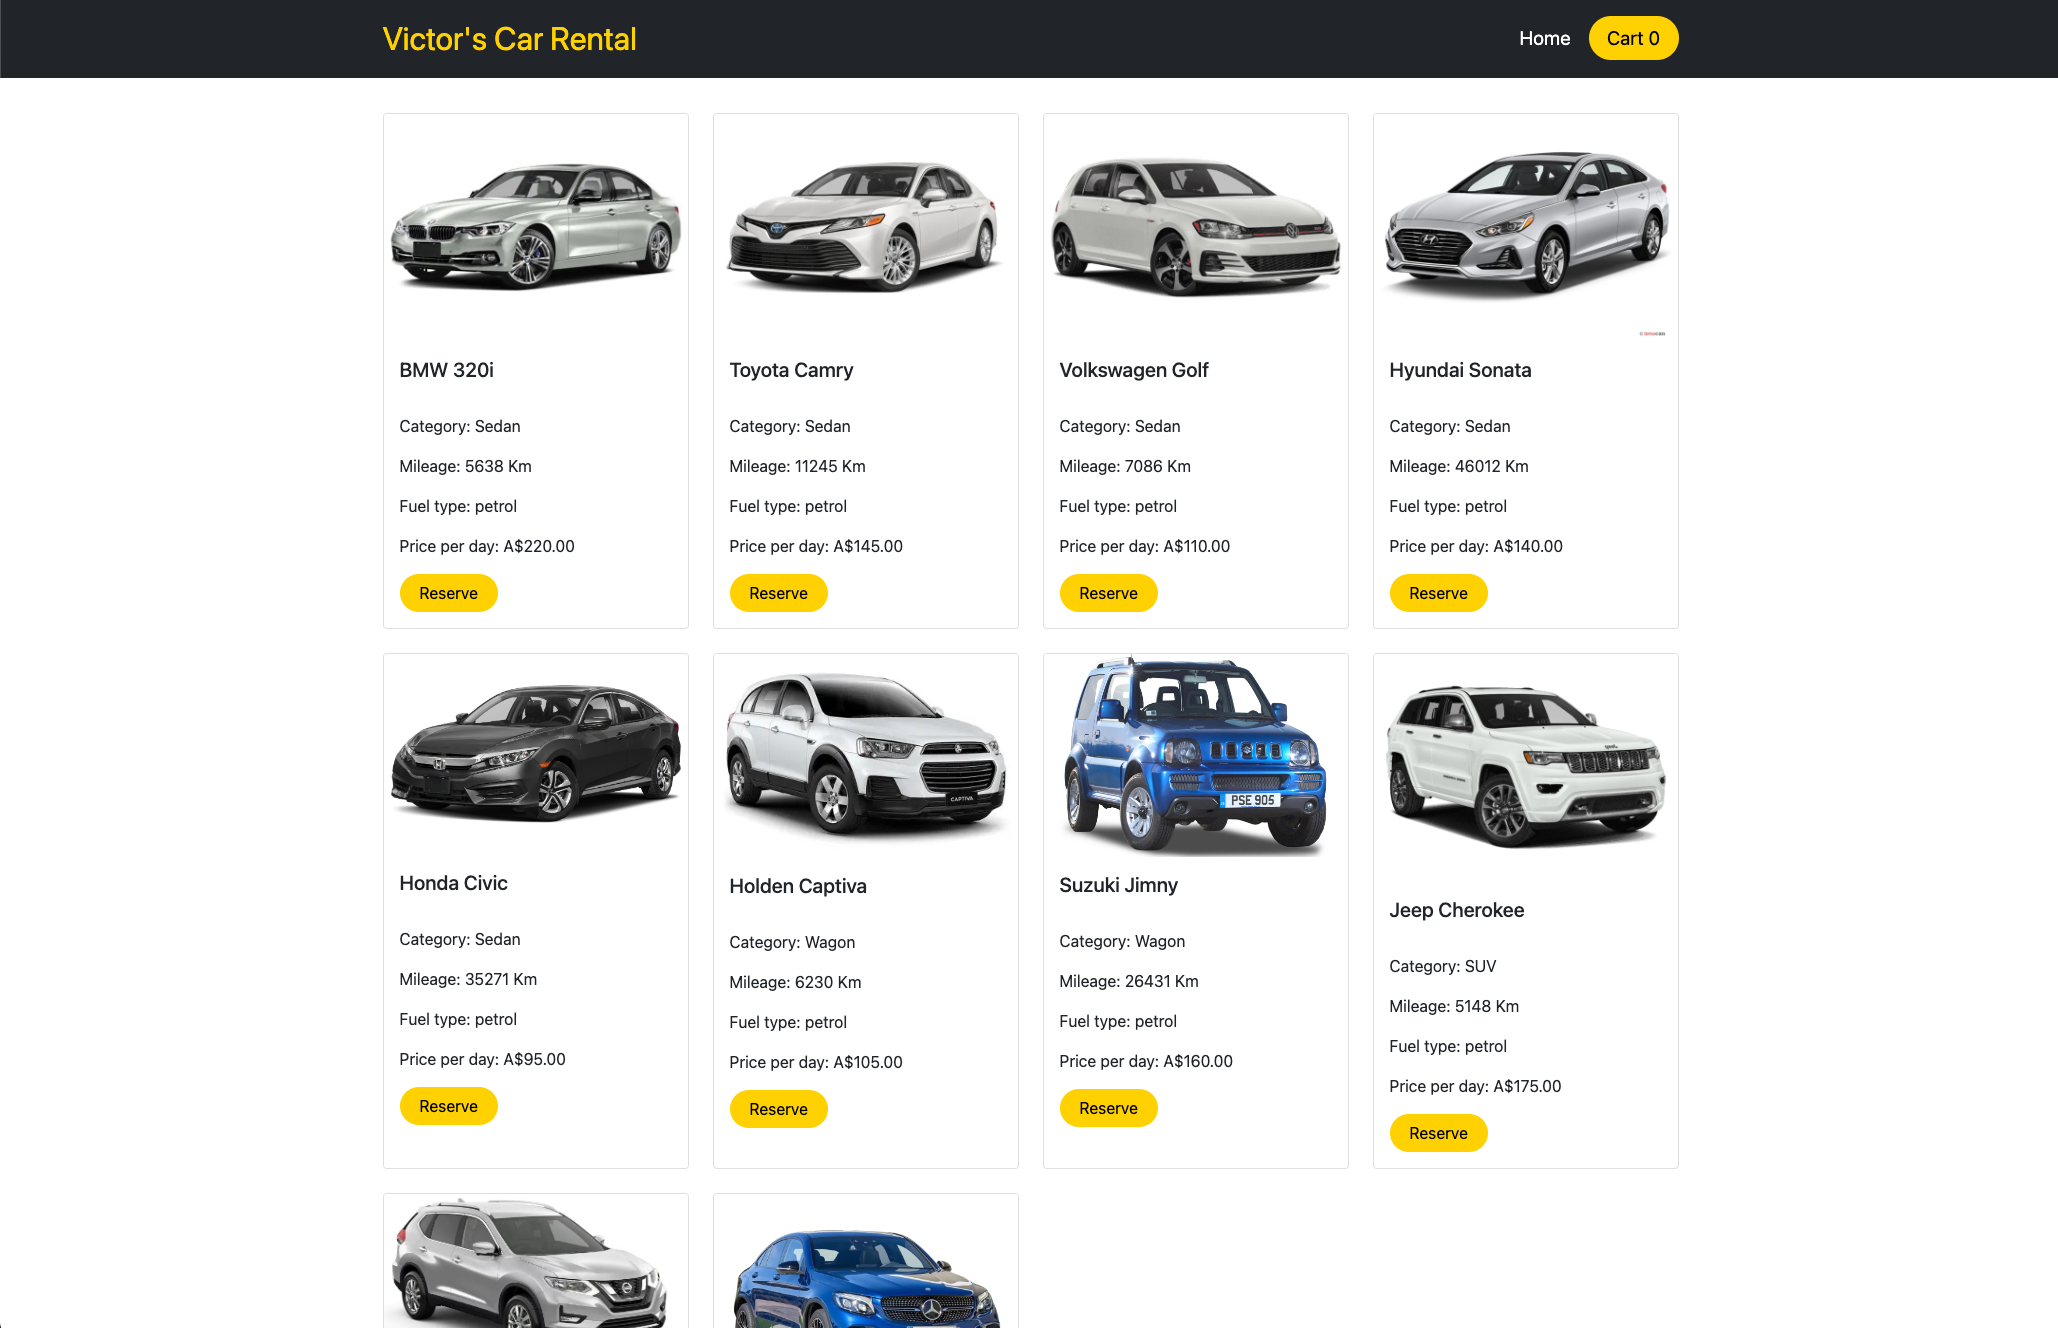 Victor's Car Rental
Home
Cart 0
BMW 320i
Category: Sedan
Mileage: 5638 Km
Fuel type: petrol
Price per day: A$220.00
Reserve
Toyota Camry
Category: Sedan
Mileage: 11245 Km
Fuel type: petrol
Price per day: A$145.00
Reserve
Volkswagen Golf
Category: Sedan
Mileage: 7086 Km
Fuel type: petrol
Price per day: A$110.00
Reserve
Hyundai Sonata
Category: Sedan
Mileage: 46012 Km
Fuel type: petrol
Price per day: A$140.00
Reserve
Honda Civic
Category: Sedan
Mileage: 35271 Km
Fuel type: petrol
Price per day: A$95.00
Reserve
CAPTIVA
Holden Captiva
Category: Wagon
Mileage: 6230 Km
Fuel type: petrol
Price per day: A$105.00
Reserve
PSE 905
Suzuki Jimny
Category: Wagon
Mileage: 26431 Km
Fuel type: petrol
Price per day: A$160.00
Reserve
Jeep Cherokee
Category: SUV
Mileage: 5148 Km
Fuel type: petrol
Price per day: A$175.00
Reserve